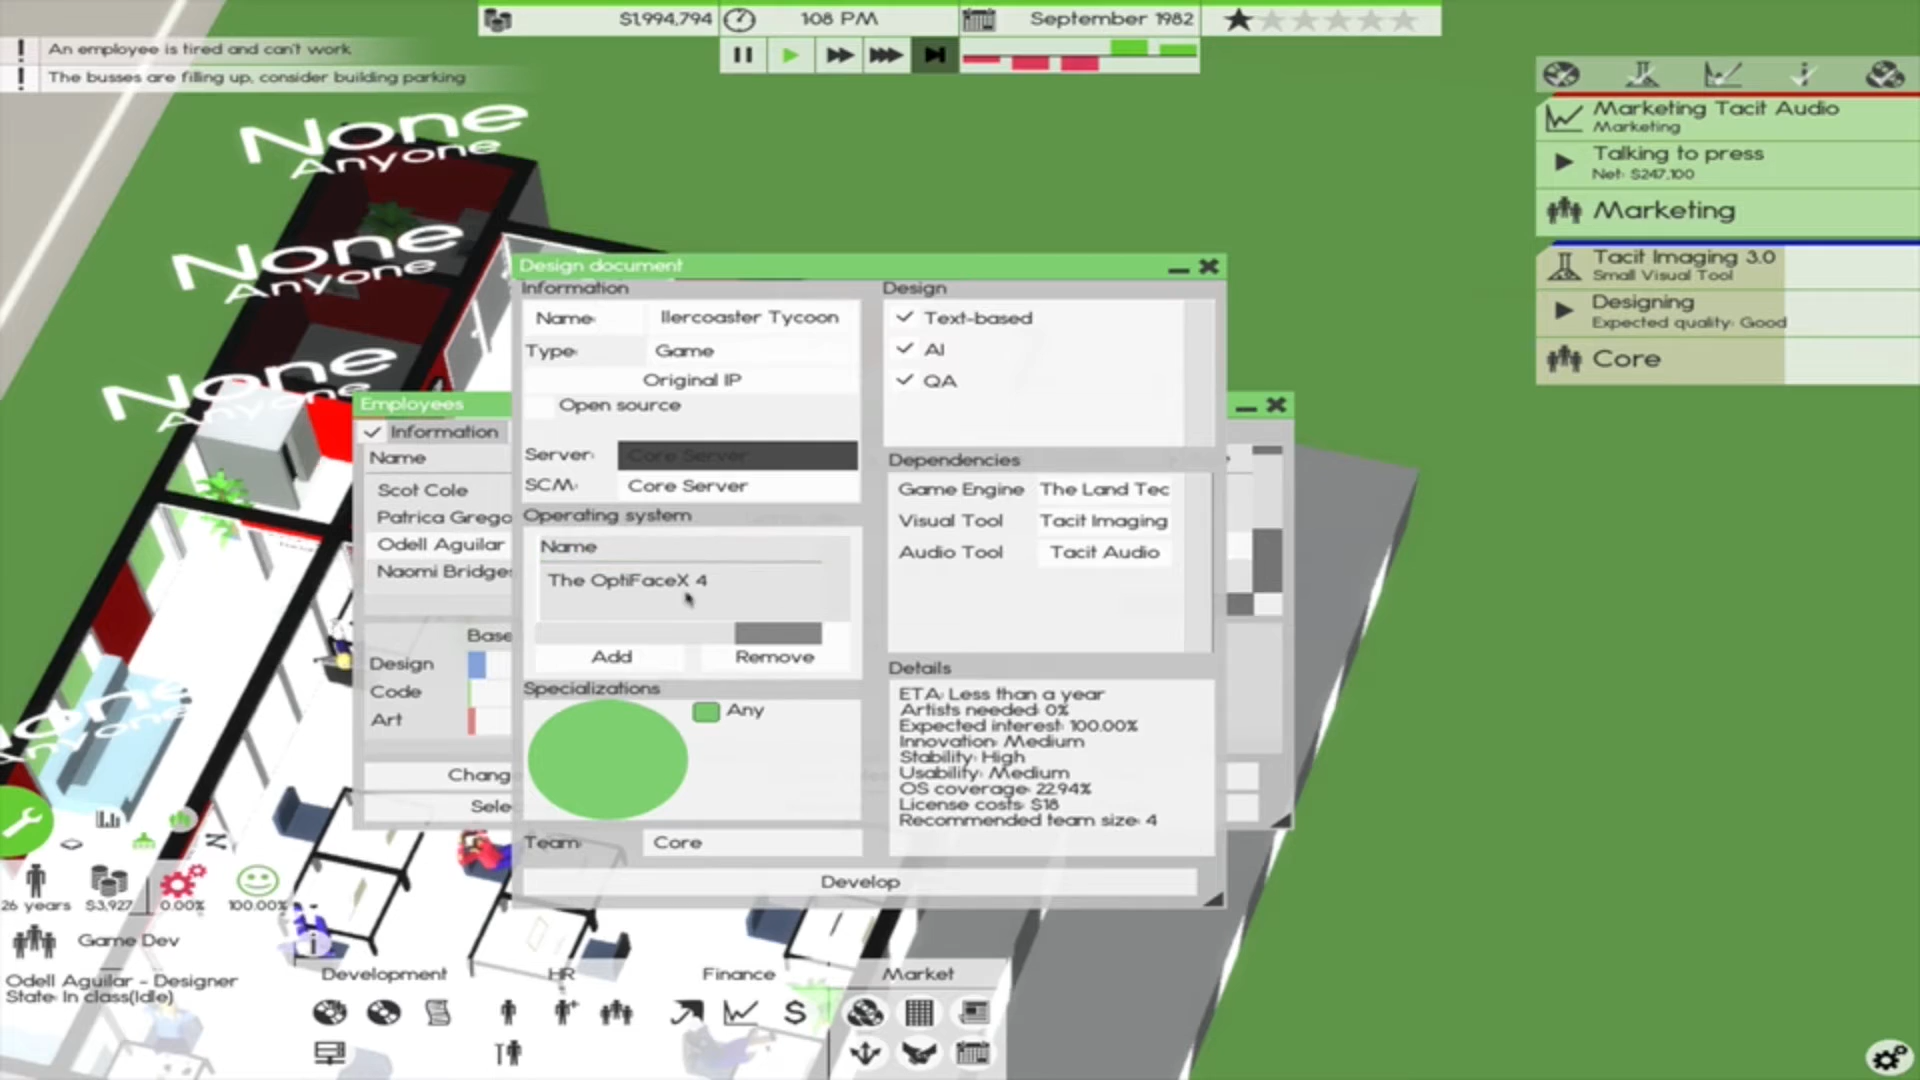 $1,994,794
1:08 PM
September 1982
An employee is tired and can't work
The busses are filling up, consider building parking
None
Anyone
None
Anyone
None
Anyone
Anyone
Marketing Tacit Audio
Marketing
Talking to press
Net: $247,100
Marketing
Tacit Imaging 3.0
Small Visual Tool
Designing
Expected quality: Good
Core
Design document
Information
Name: llercoaster Tycoon
Type: Game
Original IP
Open source
Server: Core Server
SCM: Core Server
Operating system
Name
The OptiFaceX 4
Add
Remove
Specializations
Any
Team: Core
Develop
Design
Text-based
AI
QA
Dependencies
Game Engine The Land Tec
Visual Tool Tacit Imaging
Audio Tool Tacit Audio
Details
ETA: Less than a year
Artists needed: 0%
Expected interest: 100.00%
Innovation: Medium
Stability: High
Usability: Medium
OS coverage: 22.94%
License costs: $18
Recommended team size: 4
Employees
Information
Name
Scot Cole
Patrica Grego
Odell Aguilar
Naomi Bridges
Base
Design
Code
Art
Chang
Sele
N
26 years
$3,927
0.00%
100.00%
Game Dev
Odell Aguilar - Designer
State: In class(Idle)
Development
HR
Finance
Market